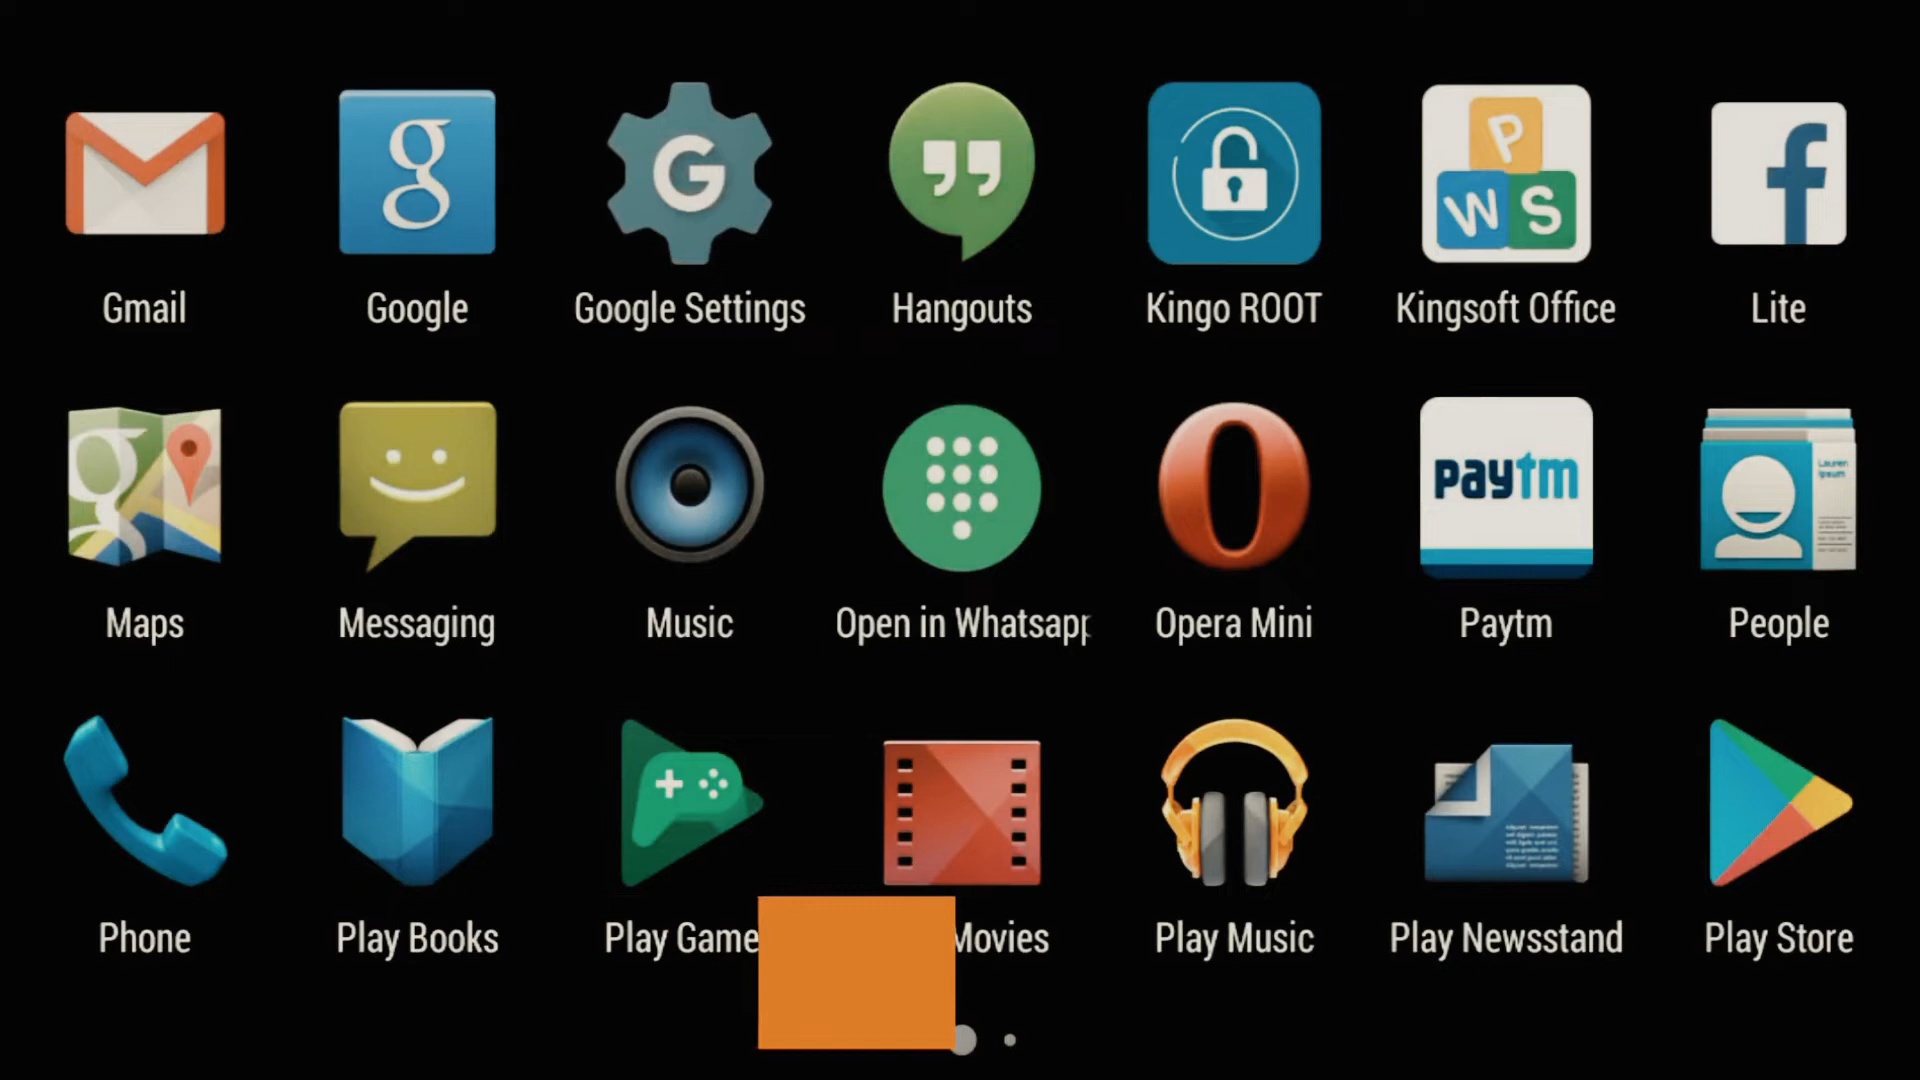 Gmail
Google
Google Settings
Hangouts
Kingo ROOT
Kingsoft Office
Lite
Maps
Messaging
Music
Open in Whatsapp
Opera Mini
paytm
Paytm
People
Phone
Play Books
Play Game
Movies
Play Music
Play Newsstand
Play Store